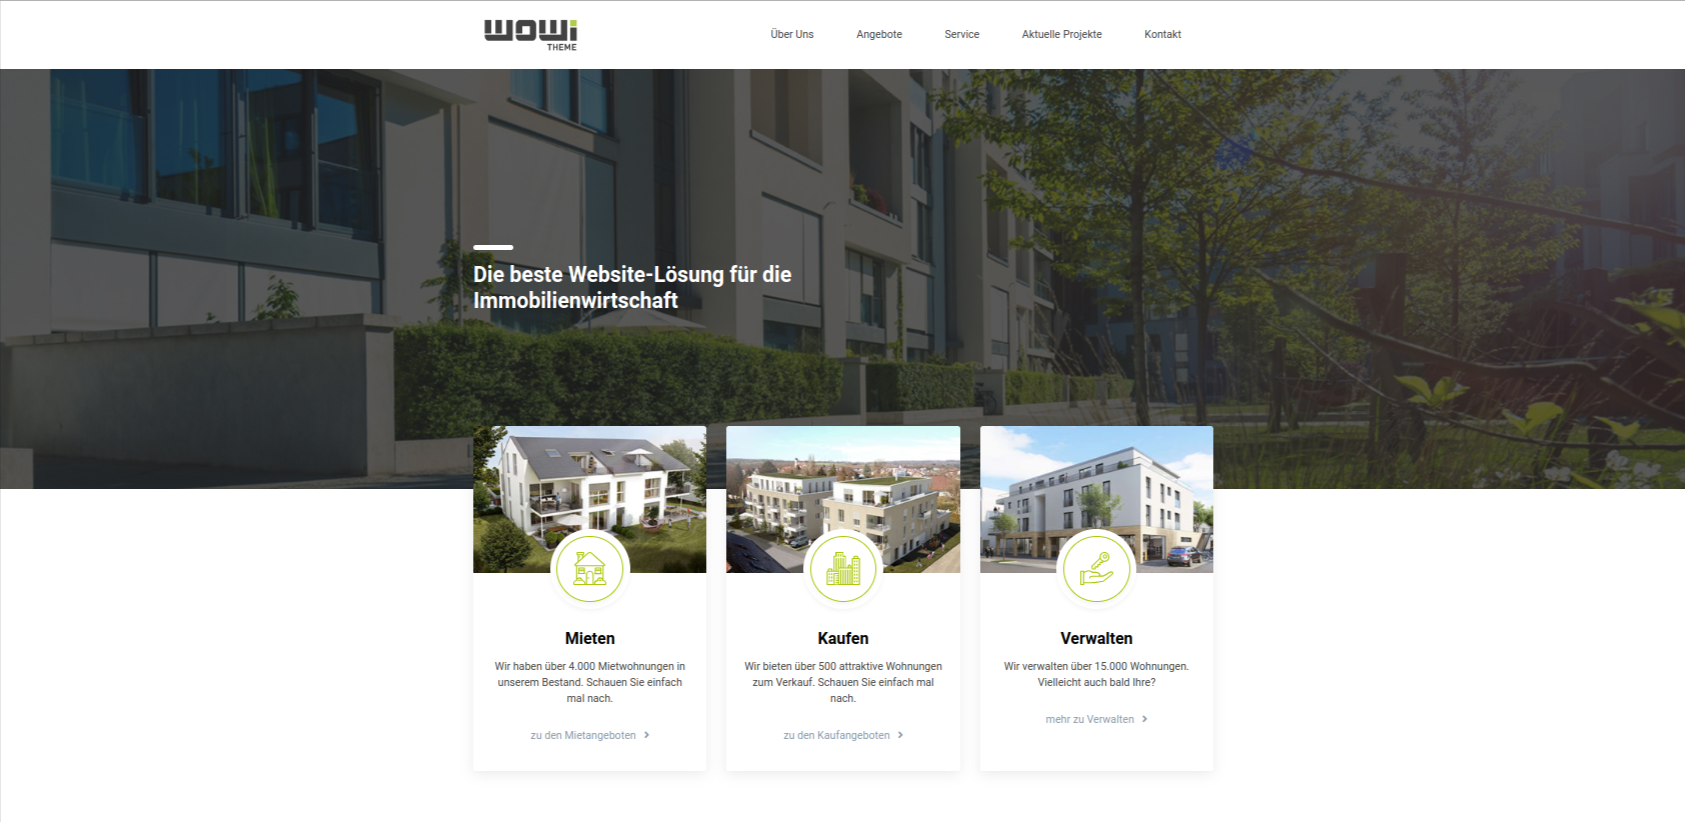 wowi
THEME
Über Uns
Angebote
Service
Aktuelle Projekte
Kontakt
Die beste Website-Lösung für die
Immobilienwirtschaft
Mieten
Wir haben über 4.000 Mietwohnungen in
unserem Bestand. Schauen Sie einfach
mal nach.
zu den Mietangeboten
Kaufen
Wir bieten über 500 attraktive Wohnungen
zum Verkauf. Schauen Sie einfach mal
nach.
zu den Kaufangeboten
Verwalten
Wir verwalten über 15.000 Wohnungen.
Vielleicht auch bald Ihre?
mehr zu Verwalten